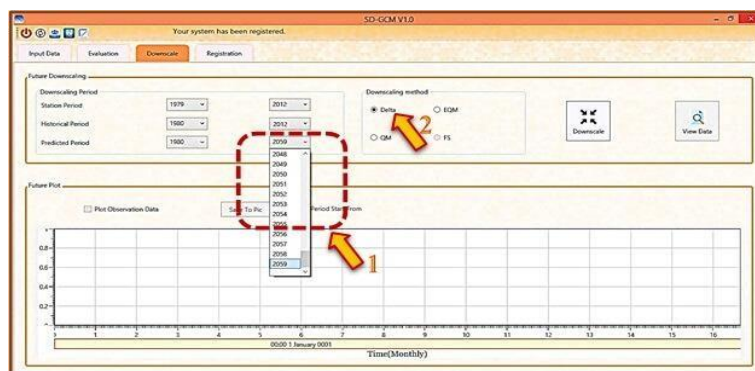 SD-GCM V1.0
Your system has been registered.
Input Data Evaluation Downscale Registration
Future Downscaling
Downscaling Period Downscaling method
Station Period 1979 2012 Delta EQM
Historical Period 1980 2012 2 Downscale View Data
Predicted Period 1980 2059 QM FS
2048
2049
2050
2051
2052
2053
2054
2055
2056
2057
2058
2059
Future Plot
Plot Observation Data Save To Pic Period Start From
1
0.8
0.6
0.4
0.2
0 1 2 3 4 5 6 7 8 9 10 11 12 13 14 15 16
00:00 1 January 0001
Time(Monthly)